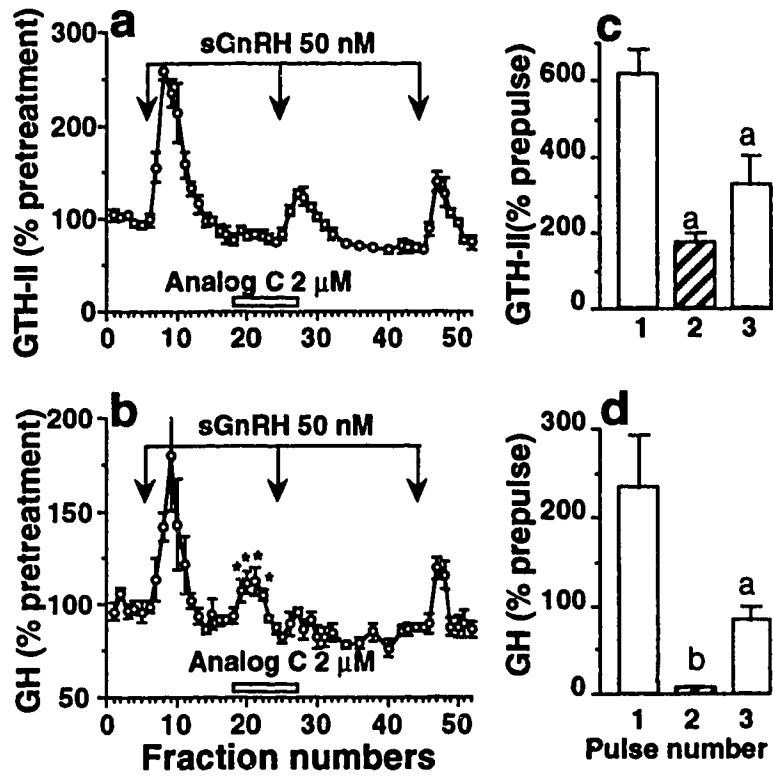 a
sGnRH 50 nM
300
200
100
0
GTH-II (% pretreatment)
Analog C 2 µM
0 10 20 30 40 50
c
600
400
200
0
GTH-II(% prepulse)
a
a
1 2 3
b
sGnRH 50 nM
200
150
100
50
GH (% pretreatment)
* * * *
Analog C 2 µM
0 10 20 30 40 50
Fraction numbers
d
300
200
100
0
GH (% prepulse)
b
a
1 2 3
Pulse number